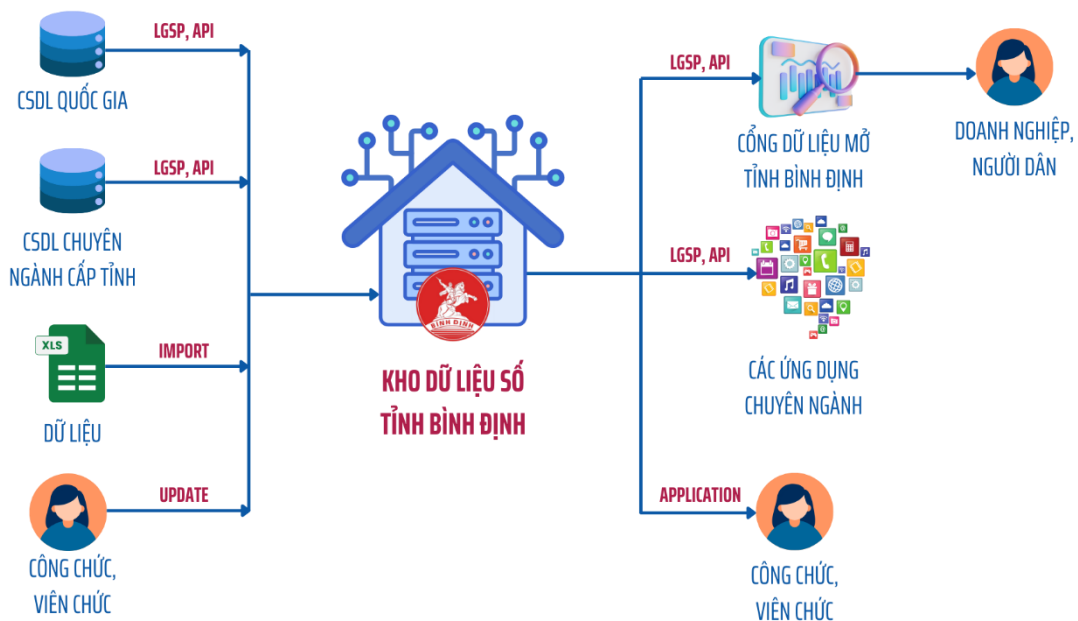 LGSP, API
CSDL QUỐC GIA
LGSP, API
CSDL CHUYÊN
NGÀNH CẤP TỈNH
XLS
IMPORT
DỮ LIỆU
UPDATE
CÔNG CHỨC,
VIÊN CHỨC
BÌNH ĐỊNH
KHO DỮ LIỆU SỐ
TỈNH BÌNH ĐỊNH
LGSP, API
CỔNG DỮ LIỆU MỞ
TỈNH BÌNH ĐỊNH
DOANH NGHIỆP,
NGƯỜI DÂN
LGSP, API
CÁC ỨNG DỤNG
CHUYÊN NGÀNH
APPLICATION
CÔNG CHỨC,
VIÊN CHỨC